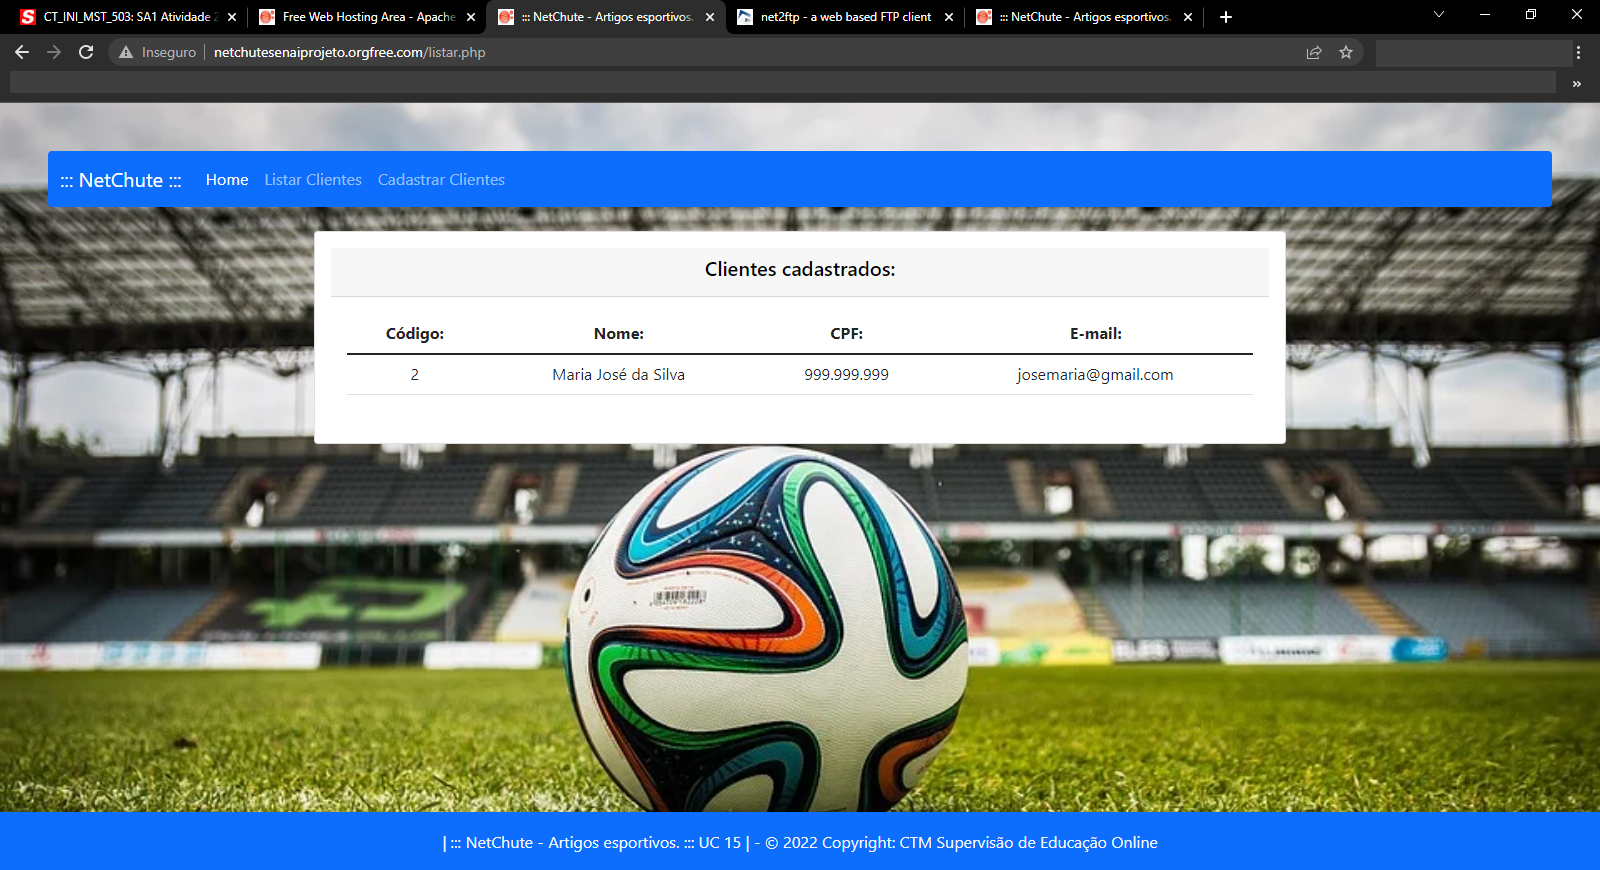 CT_INI_MST_503: SA1 Atividade 2
Free Web Hosting Area - Apache
::: NetChute - Artigos esportivos.
net2ftp - a web based FTP client
::: NetChute - Artigos esportivos.
Inseguro
netchutesenaiprojeto.orgfree.com/listar.php
::: NetChute ::: Home Listar Clientes Cadastrar Clientes
Clientes cadastrados:
Código: Nome: CPF: E-mail:
2 Maria José da Silva 999.999.999 josemaria@gmail.com
| ::: NetChute - Artigos esportivos. ::: UC 15 | - © 2022 Copyright: CTM Supervisão de Educação Online